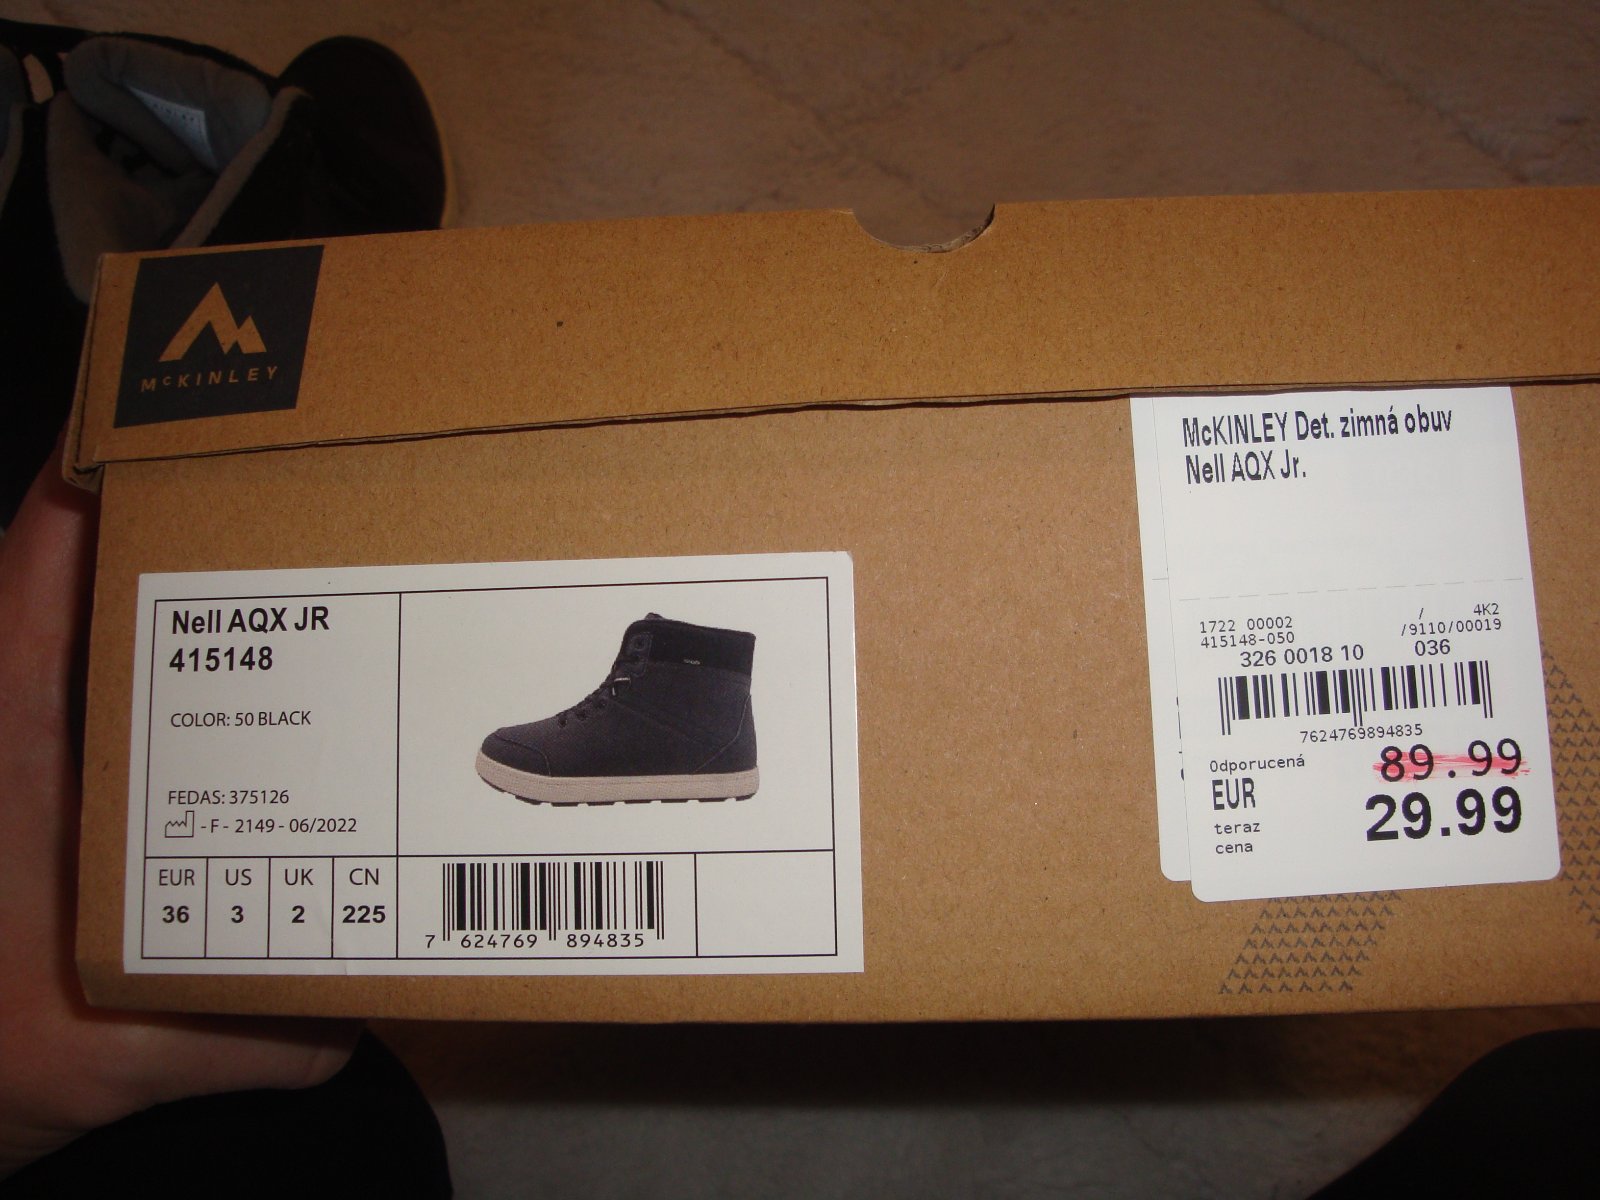 McKINLEY
McKINLEY Det. zimná obuv
Nell AQX Jr.
1722 00002 / 4K2
415148-050 /9110/00019
326 0018 10 036
7624769894835
Odporucená 89.99
EUR
teraz 29.99
cena
Nell AQX JR
415148
COLOR: 50 BLACK
FEDAS: 375126
- F - 2149 - 06/2022
EUR US UK CN
36 3 2 225
7 624769 894835